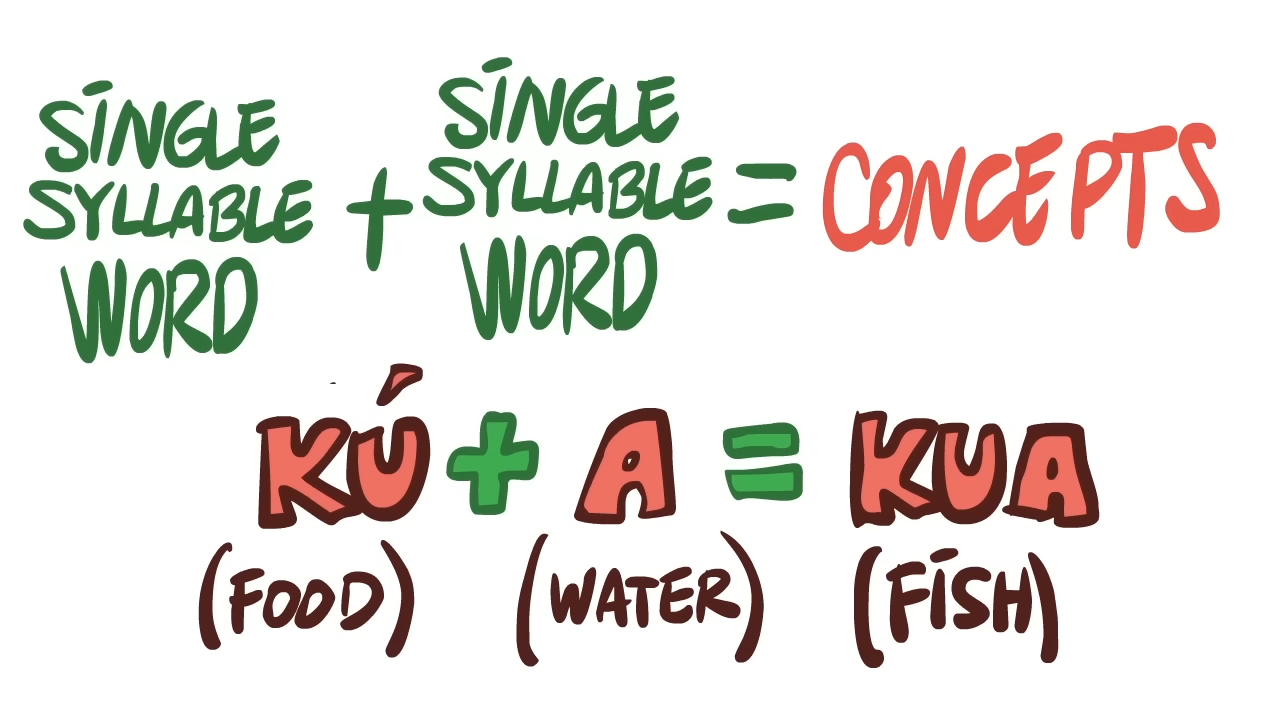 SINGLE SYLLABLE WORD + SINGLE SYLLABLE WORD = CONCEPTS
KÚ + A = KUA
(FOOD) (WATER) (FISH)